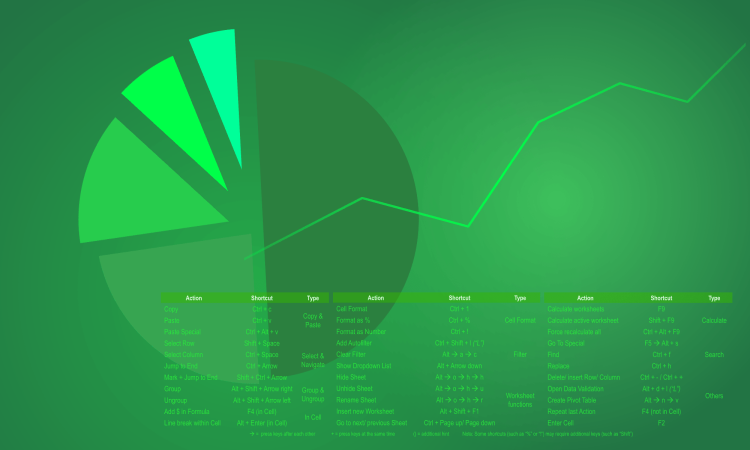 Action Shortcut Type Action Shortcut Type Action Shortcut Type
Copy Ctrl + c Copy & Paste Cell Format Ctrl + 1 Cell Format Calculate worksheets F9 Calculate
Paste Ctrl + v Format as % Ctrl + % Calculate active worksheet Shift + F9
Paste Special Ctrl + Alt + v Format as Number Ctrl + ! Force recalculate all Ctrl + Alt + F9
Select Row Shift + Space Select & Navigate Add Autofilter Ctrl + Shift + l ("L") Filter Go To Special F5 → Alt + s Search
Select Column Ctrl + Space Clear Filter Alt → a → c Find Ctrl + f
Jump to End Ctrl + Arrow Show Dropdown List Alt + Arrow down Replace Ctrl + h
Mark + Jump to End Shift + Ctrl + Arrow Hide Sheet Alt → o → h → h Worksheet functions Delete/ Insert Row/ Column Ctrl + - / Ctrl + + Others
Group Alt + Shift + Arrow right Group & Ungroup Unhide Sheet Alt → o → h → u Open Data Validation Alt + d + l ("L")
Ungroup Alt + Shift + Arrow left Rename Sheet Alt → o → h → r Create Pivot Table Alt → n → v
Add $ in Formula F4 (in Cell) In Cell Insert new Worksheet Alt + Shift + F1 Repeat last Action F4 (not in Cell)
Line break within Cell Alt + Enter (in Cell) Go to next/ previous Sheet Ctrl + Page up/ Page down Enter Cell F2
→ = press keys after each other + = press keys at the same time () = additional hint Note: Some shortcuts (such as '%' or '!') may require additional keys (such as 'Shift')